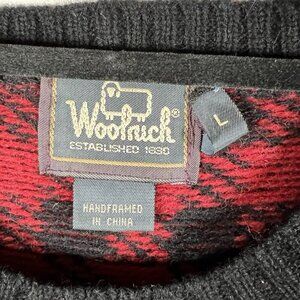 Woolrich®
ESTABLISHED 1830
L
HANDFRAMED
IN CHINA